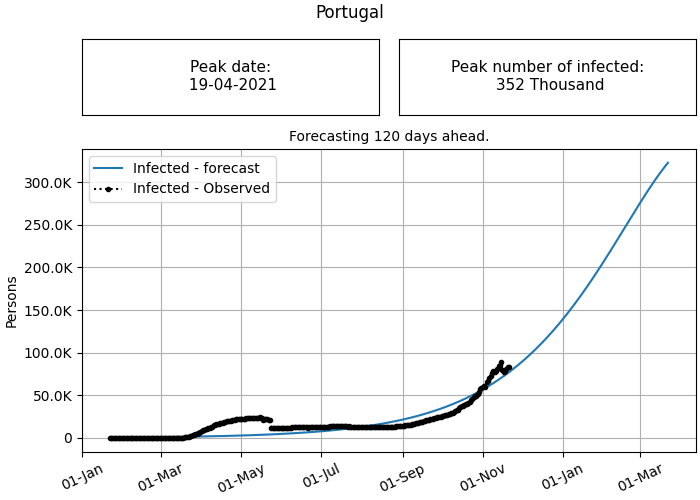 Portugal
Peak date:
19-04-2021
Peak number of infected:
352 Thousand
Forecasting 120 days ahead.
Infected - forecast
Infected - Observed
Persons
300.0K
250.0K
200.0K
150.0K
100.0K
50.0K
0
01-Jan
01-Mar
01-May
01-Jul
01-Sep
01-Nov
01-Jan
01-Mar